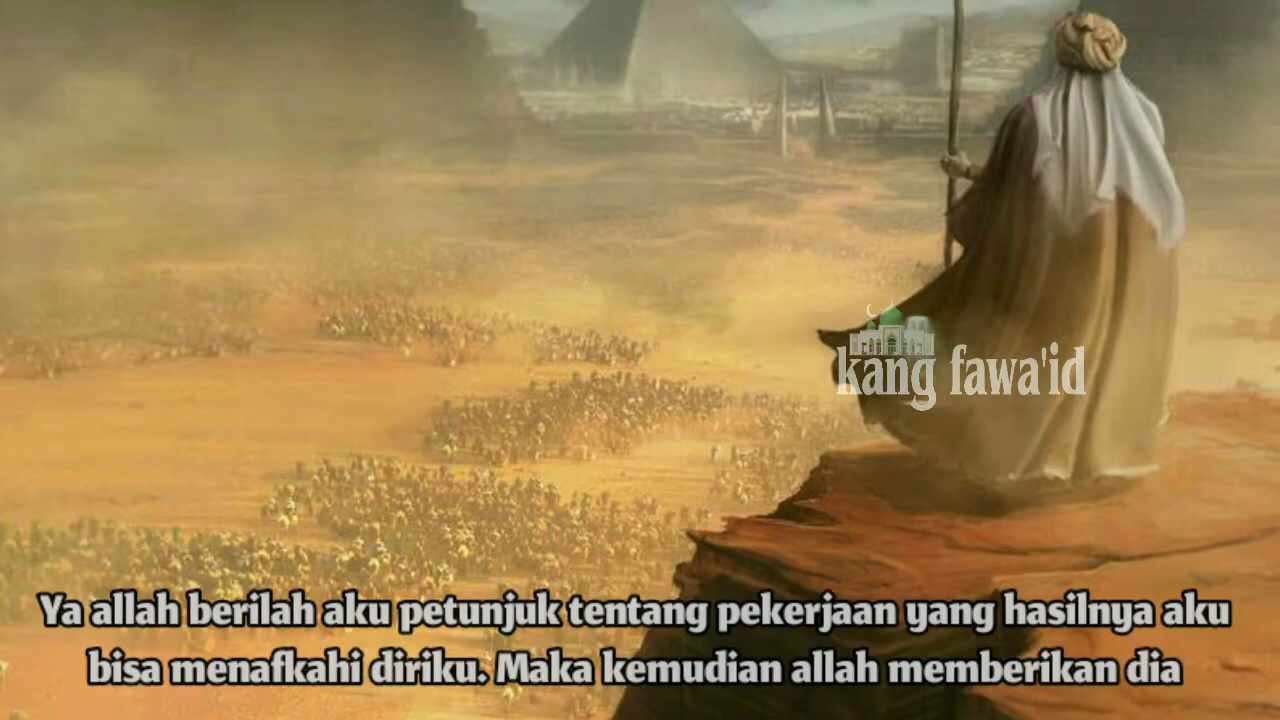 kang fawa'id
Ya allah berilah aku petunjuk tentang pekerjaan yang hasilnya aku
bisa menafkahi diriku. Maka kemudian allah memberikan dia